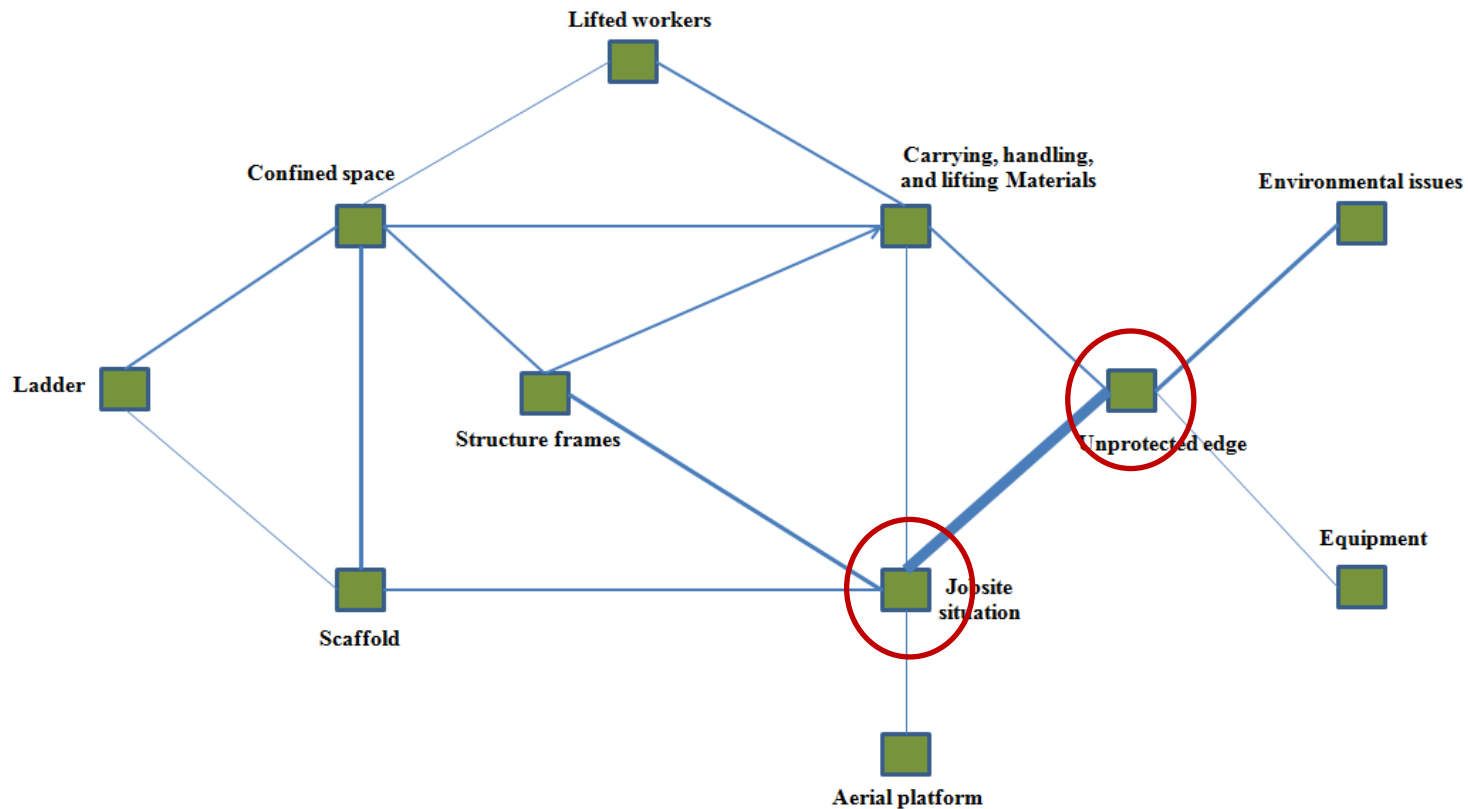 Lifted workers
Confined space
Carrying, handling,
and lifting Materials
Environmental issues
Ladder
Structure frames
Unprotected edge
Equipment
Jobsite
situation
Scaffold
Aerial platform